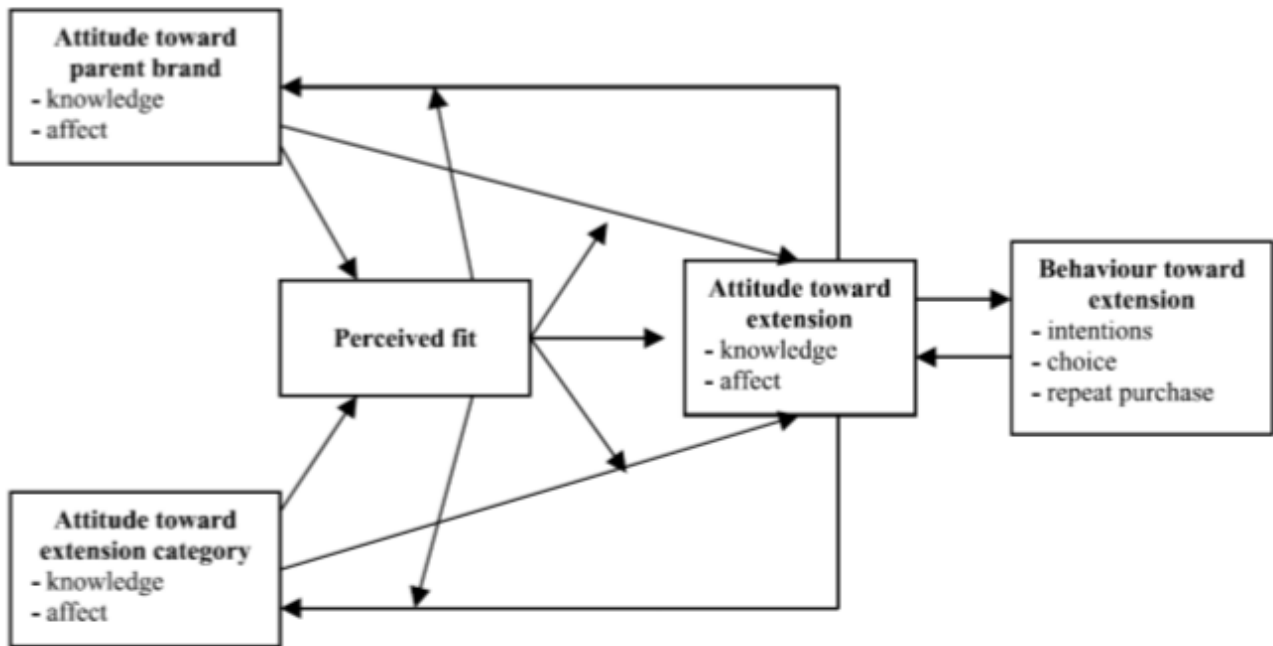 Attitude toward
parent brand
- knowledge
- affect
Perceived fit
Attitude toward
extension category
- knowledge
- affect
Attitude toward
extension
- knowledge
- affect
Behaviour toward
extension
- intentions
- choice
- repeat purchase